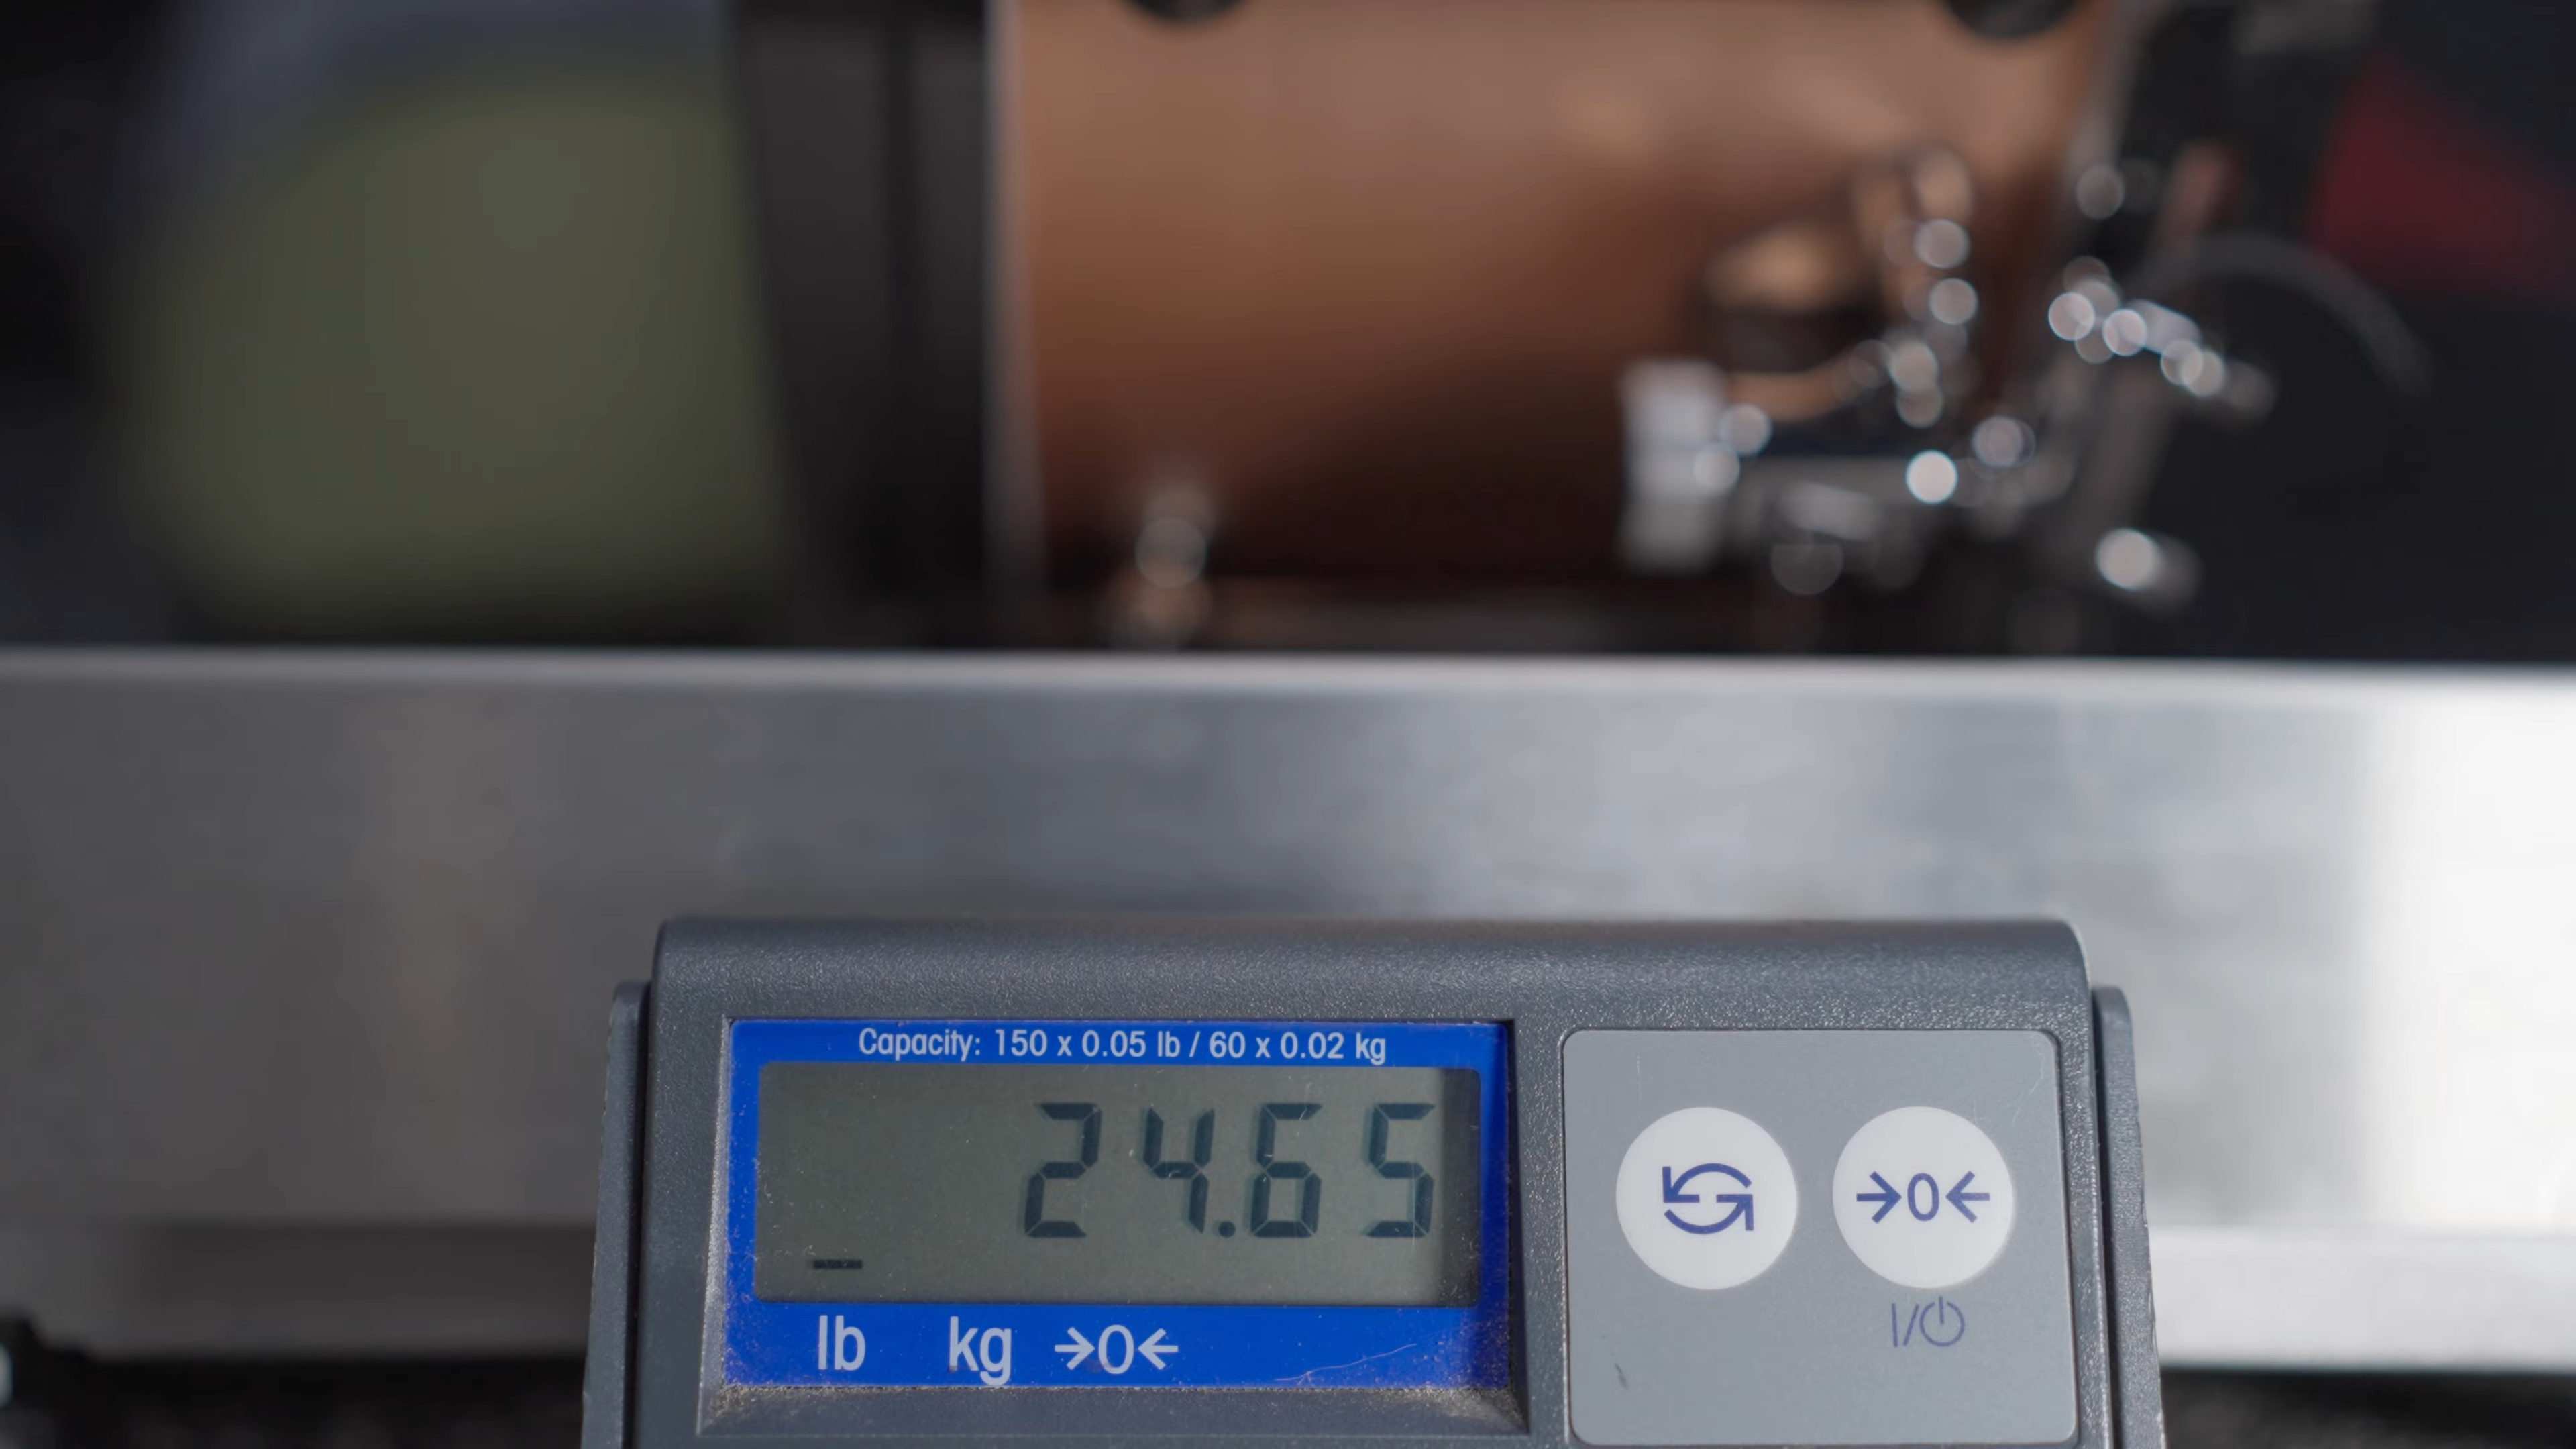 Capacity: 150 x 0.05 lb / 60 x 0.02 kg
24.65
lb kg →0←
→0←
I/⏻